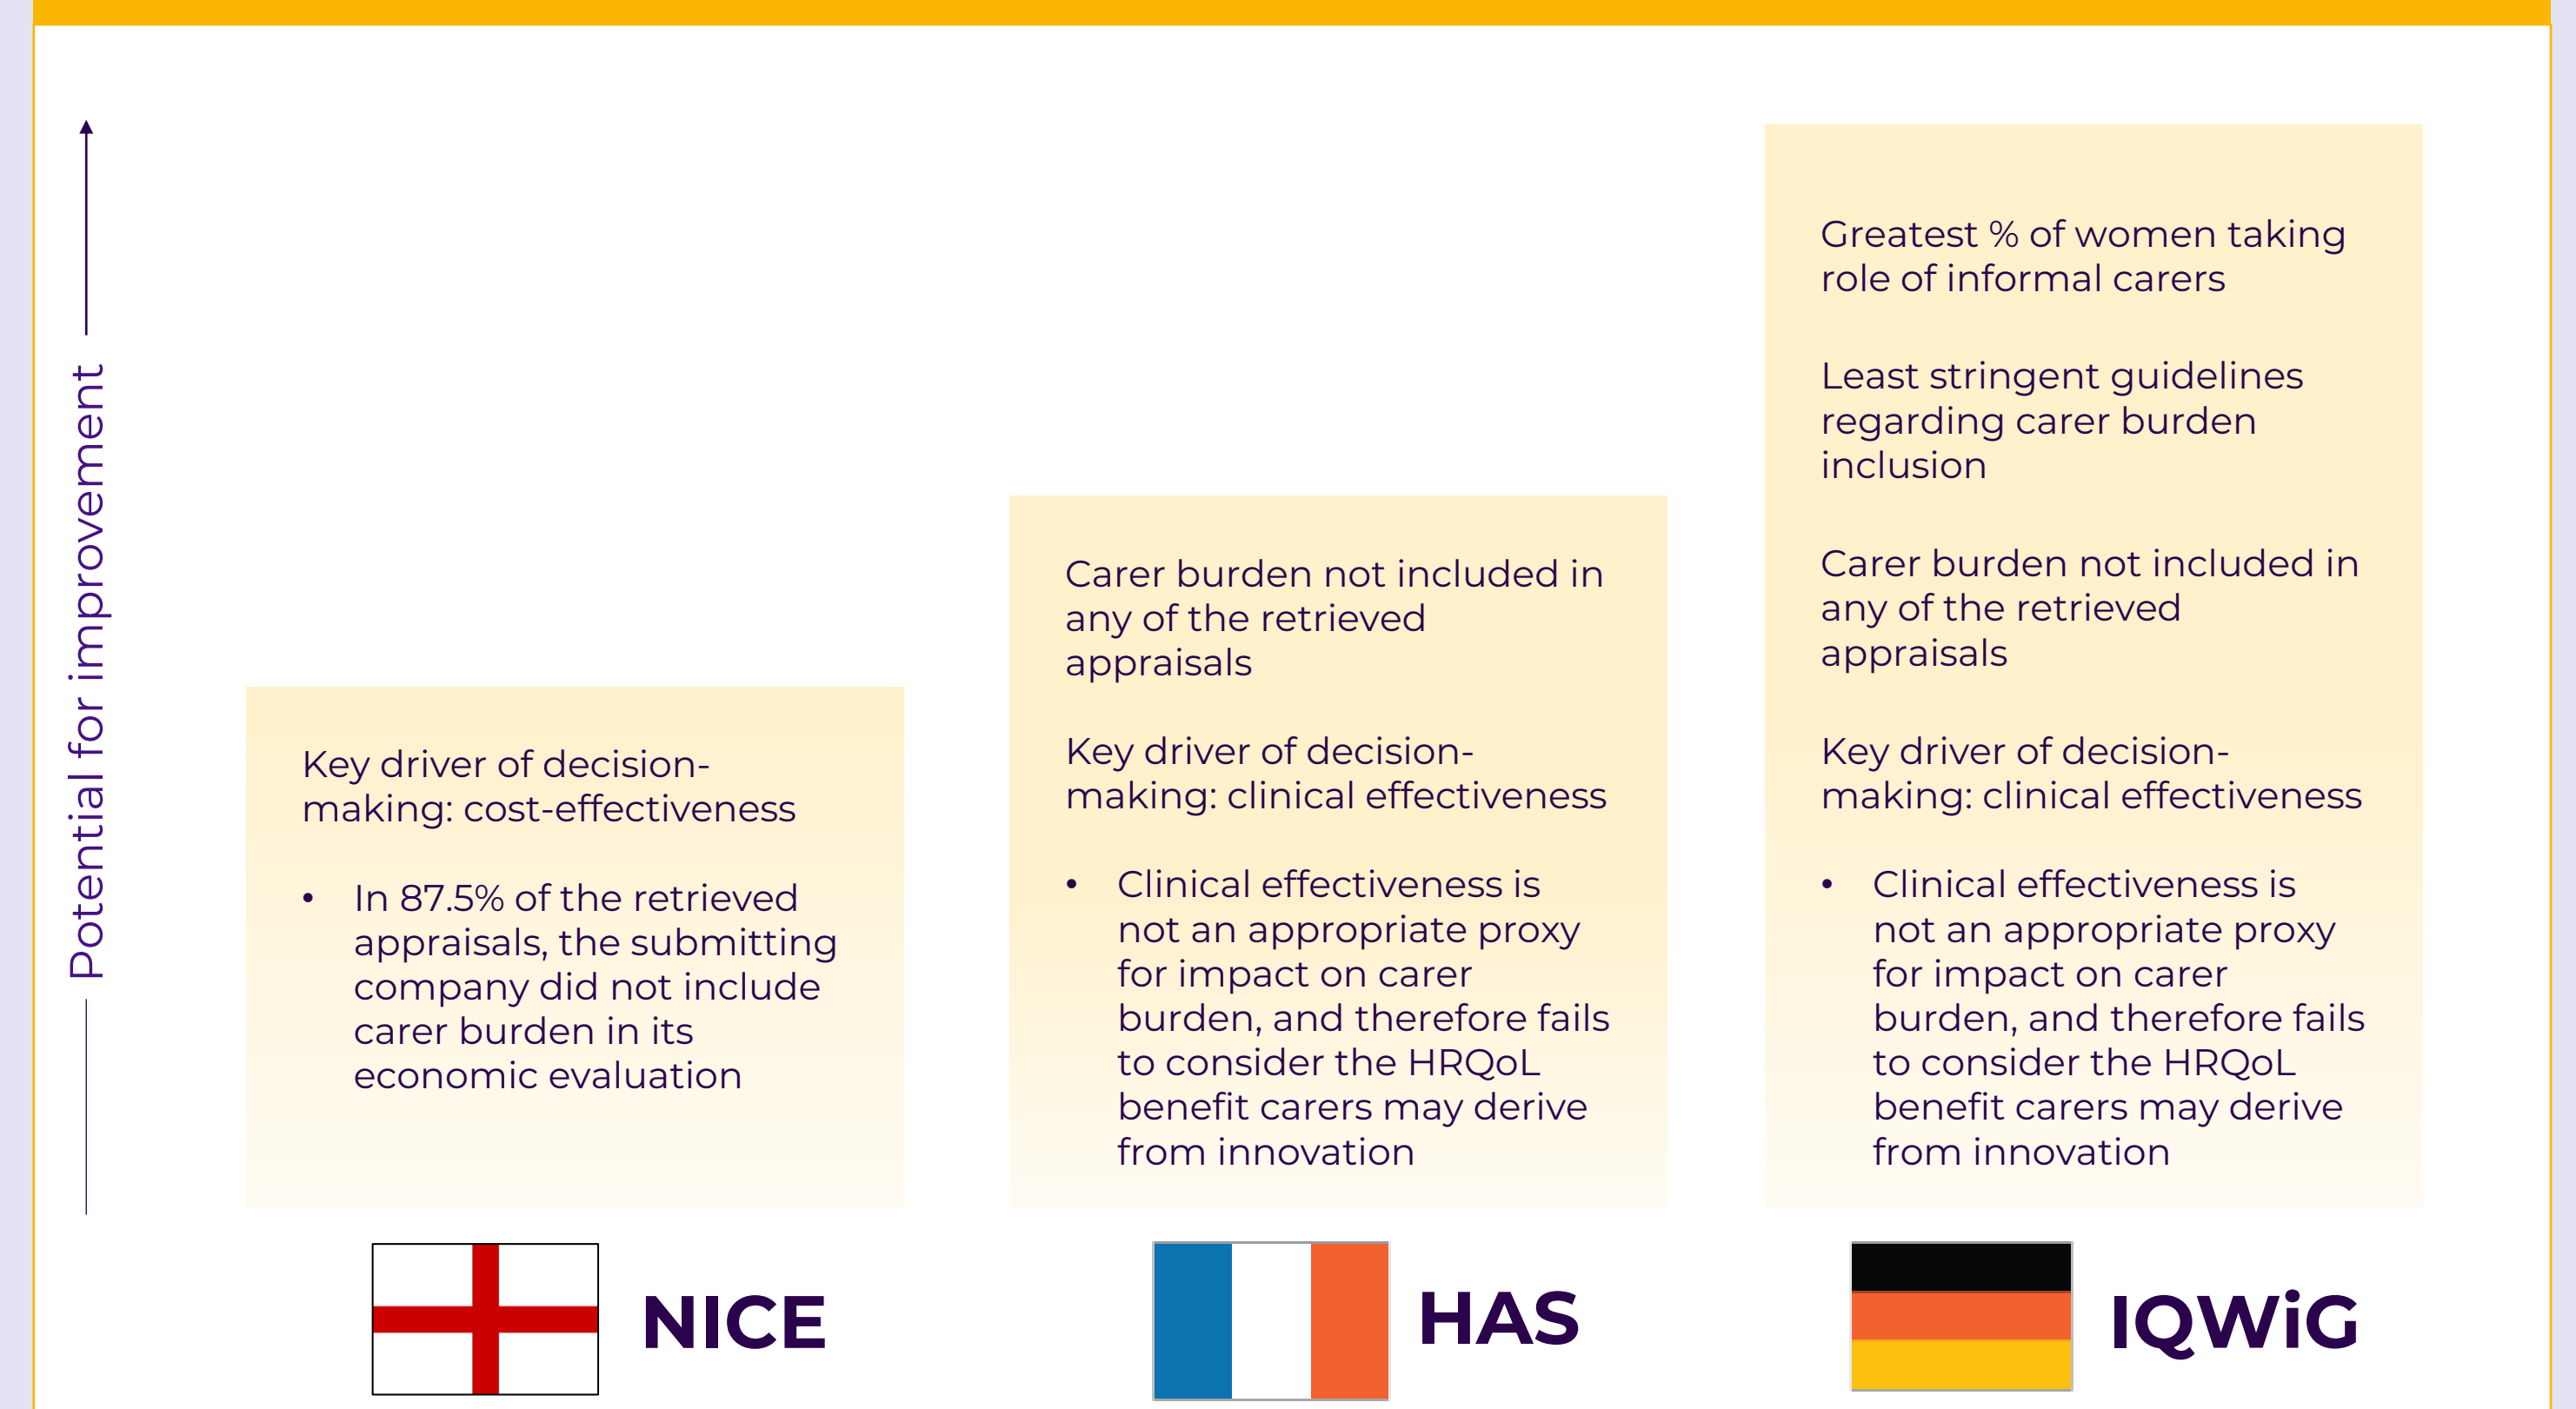 Potential for improvement
Key driver of decision-
making: cost-effectiveness
• In 87.5% of the retrieved
appraisals, the submitting
company did not include
carer burden in its
economic evaluation
NICE
Carer burden not included in
any of the retrieved
appraisals
Key driver of decision-
making: clinical effectiveness
• Clinical effectiveness is
not an appropriate proxy
for impact on carer
burden, and therefore fails
to consider the HRQoL
benefit carers may derive
from innovation
HAS
Greatest % of women taking
role of informal carers
Least stringent guidelines
regarding carer burden
inclusion
Carer burden not included in
any of the retrieved
appraisals
Key driver of decision-
making: clinical effectiveness
• Clinical effectiveness is
not an appropriate proxy
for impact on carer
burden, and therefore fails
to consider the HRQoL
benefit carers may derive
from innovation
IQWiG